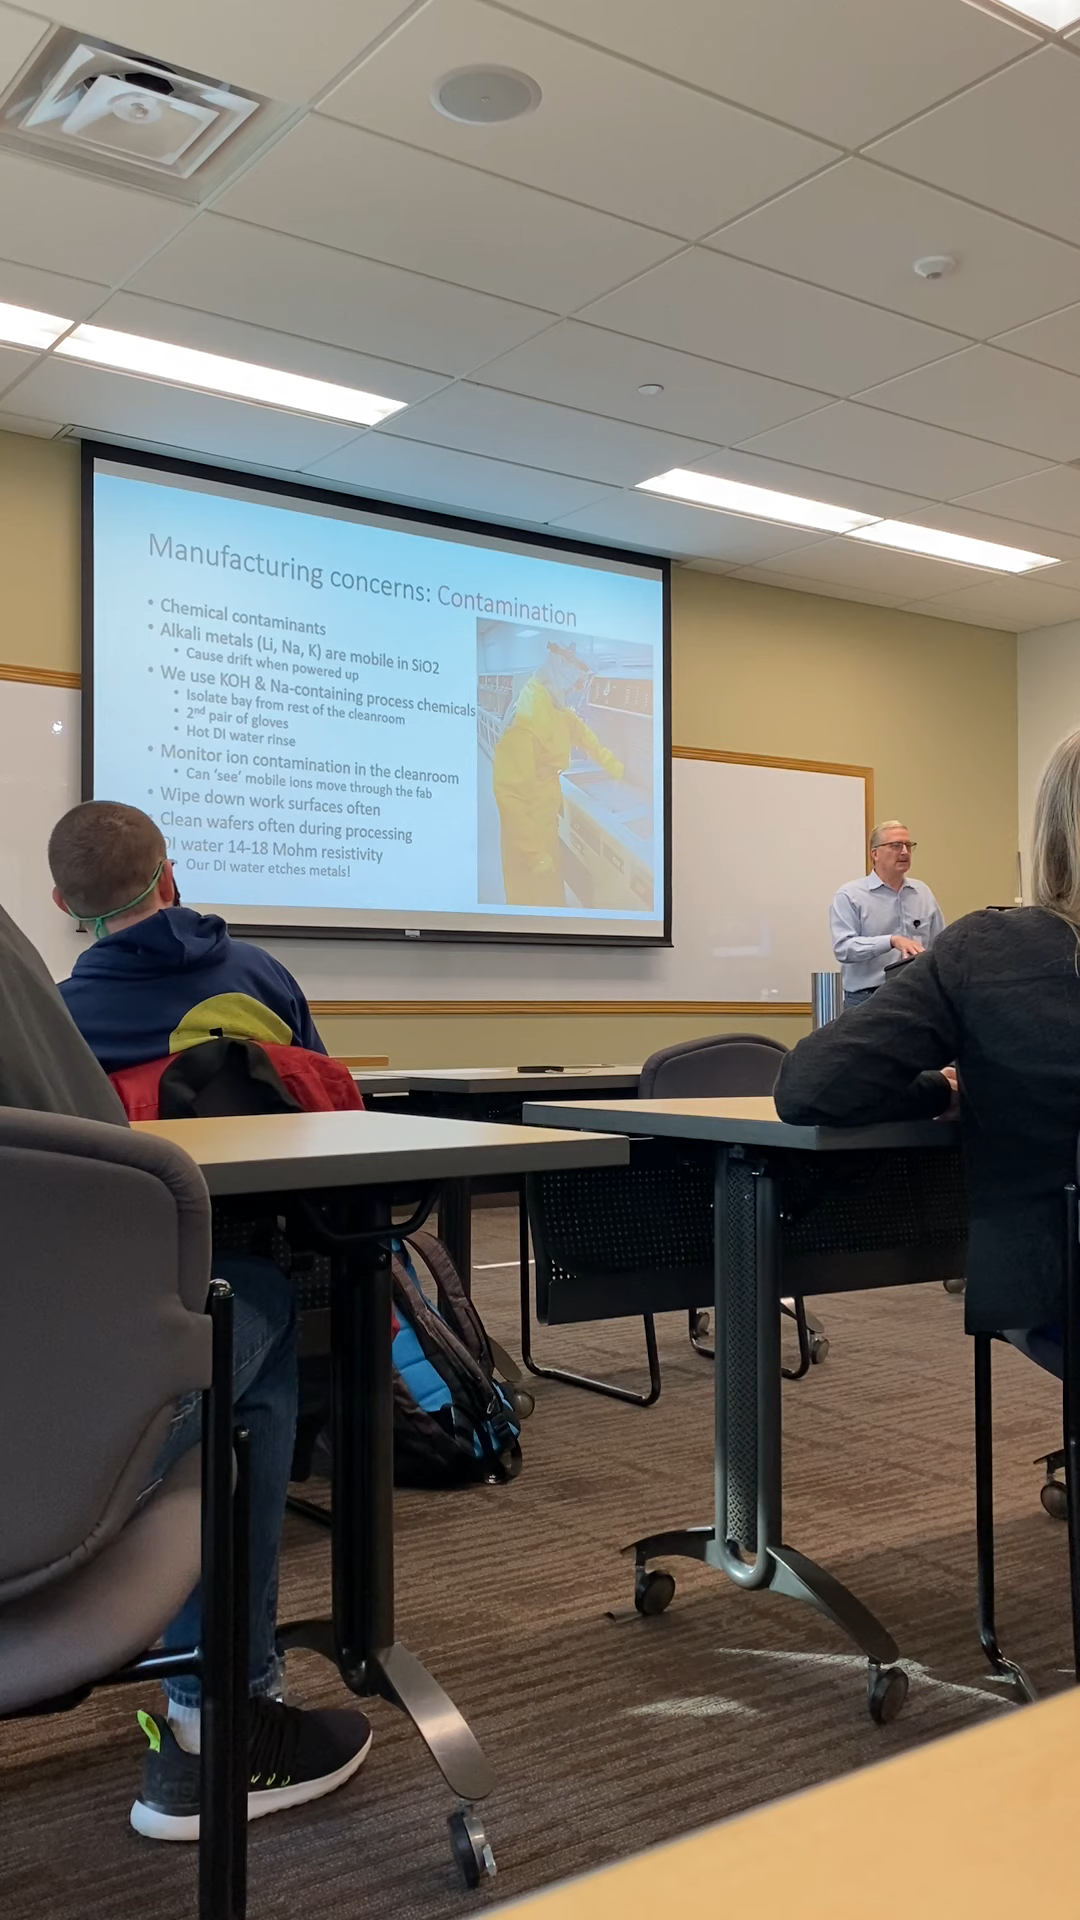 Manufacturing concerns: Contamination
• Chemical contaminants
• Alkali metals (Li, Na, K) are mobile in SiO2
• Cause drift when powered up
• We use KOH & Na-containing process chemicals
• Isolate bay from rest of the cleanroom
• 2nd pair of gloves
• Hot DI water rinse
• Monitor ion contamination in the cleanroom
• Can 'see' mobile ions move through the fab
• Wipe down work surfaces often
• Clean wafers often during processing
DI water 14-18 Mohm resistivity
Our DI water etches metals!